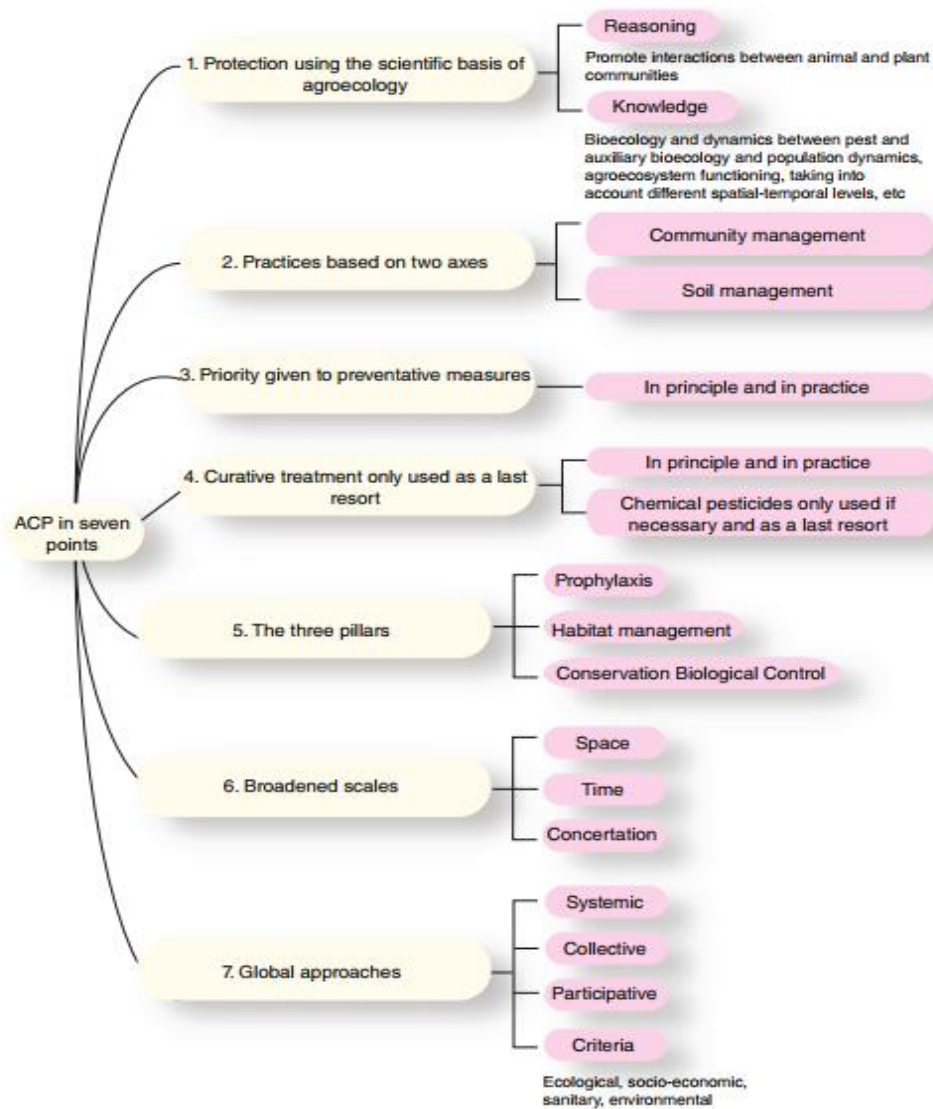 ACP in seven
points
1. Protection using the scientific basis of
agroecology
Reasoning
Promote interactions between animal and plant
communities
Knowledge
Bioecology and dynamics between pest and
auxiliary bioecology and population dynamics,
agroecosystem functioning, taking into
account different spatial-temporal levels, etc
2. Practices based on two axes
Community management
Soil management
3. Priority given to preventative measures
In principle and in practice
4. Curative treatment only used as a last
resort
In principle and in practice
Chemical pesticides only used if
necessary and as a last resort
5. The three pillars
Prophylaxis
Habitat management
Conservation Biological Control
6. Broadened scales
Space
Time
Concertation
7. Global approaches
Systemic
Collective
Participative
Criteria
Ecological, socio-economic,
sanitary, environmental